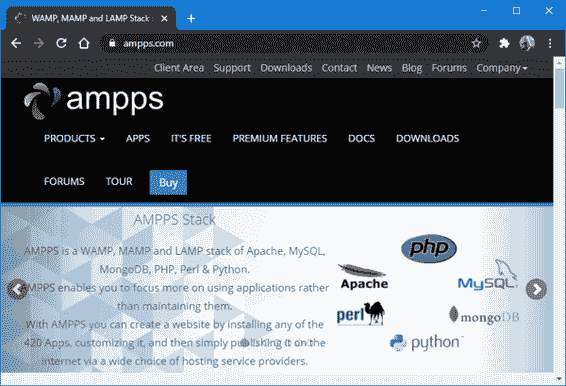 WAMP, MAMP and LAMP Stack :
ampps.com
Client Area Support Downloads Contact News Blog Forums Company
ampps
PRODUCTS APPS IT'S FREE PREMIUM FEATURES DOCS DOWNLOADS
FORUMS TOUR Buy
AMPPS Stack
AMPPS is a WAMP, MAMP and LAMP stack of Apache, MySQL,
MongoDB, PHP, Perl & Python.
AMPPS enables you to focus more on using applications rather
than maintaining them.
With AMPPS you can create a website by installing any of the
420 Apps, customizing it, and then simply publishing it on the
internet via a wide choice of hosting service providers.
php
Apache
MySQL
perl
mongoDB
python